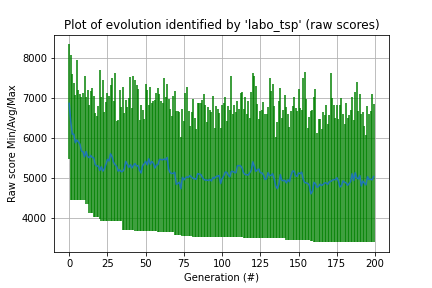 Plot of evolution identified by 'labo_tsp' (raw scores)
Raw score Min/Avg/Max
8000
7000
6000
5000
4000
0 25 50 75 100 125 150 175 200
Generation (#)